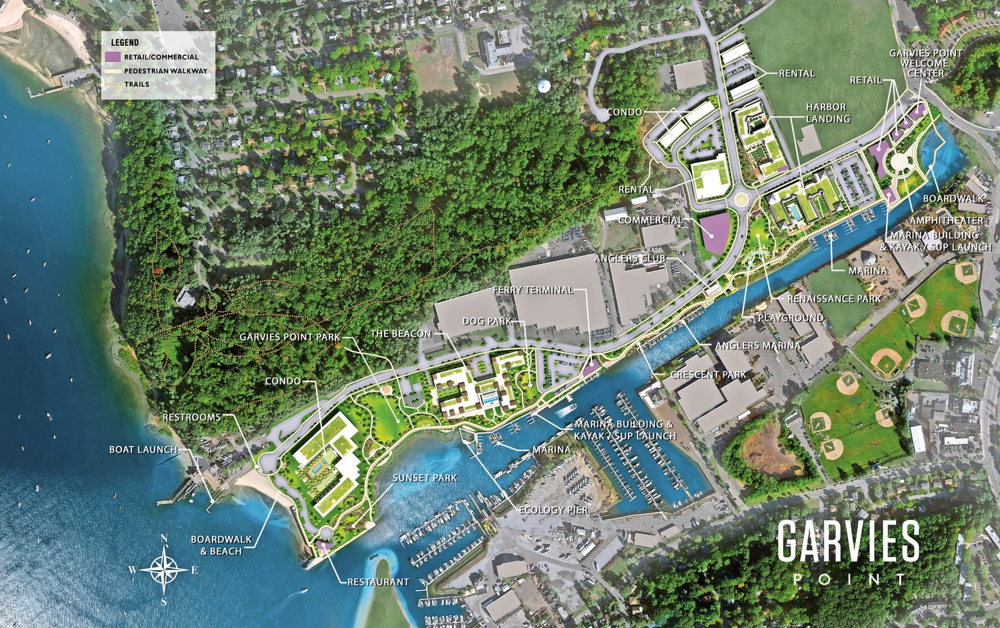 LEGEND
RETAIL/COMMERCIAL
PEDESTRIAN WALKWAY
TRAILS
GARVIES POINT
WELCOME
CENTER
RENTAL
RETAIL
CONDO
HARBOR
LANDING
RENTAL
BOARDWALK
COMMERCIAL
AMPHITHEATER
MARINA BUILDING
& KAYAK / SUP LAUNCH
ANGLERS CLUB
MARINA
FERRY TERMINAL
RENAISSANCE PARK
DOG PARK
PLAYGROUND
THE BEACON
GARVIES POINT PARK
ANGLERS MARINA
CRESCENT PARK
CONDO
RESTROOMS
MARINA BUILDING &
KAYAK / SUP LAUNCH
BOAT LAUNCH
MARINA
SUNSET PARK
ECOLOGY PIER
BOARDWALK
& BEACH
RESTAURANT
N
W
E
S
GARVIES
POINT